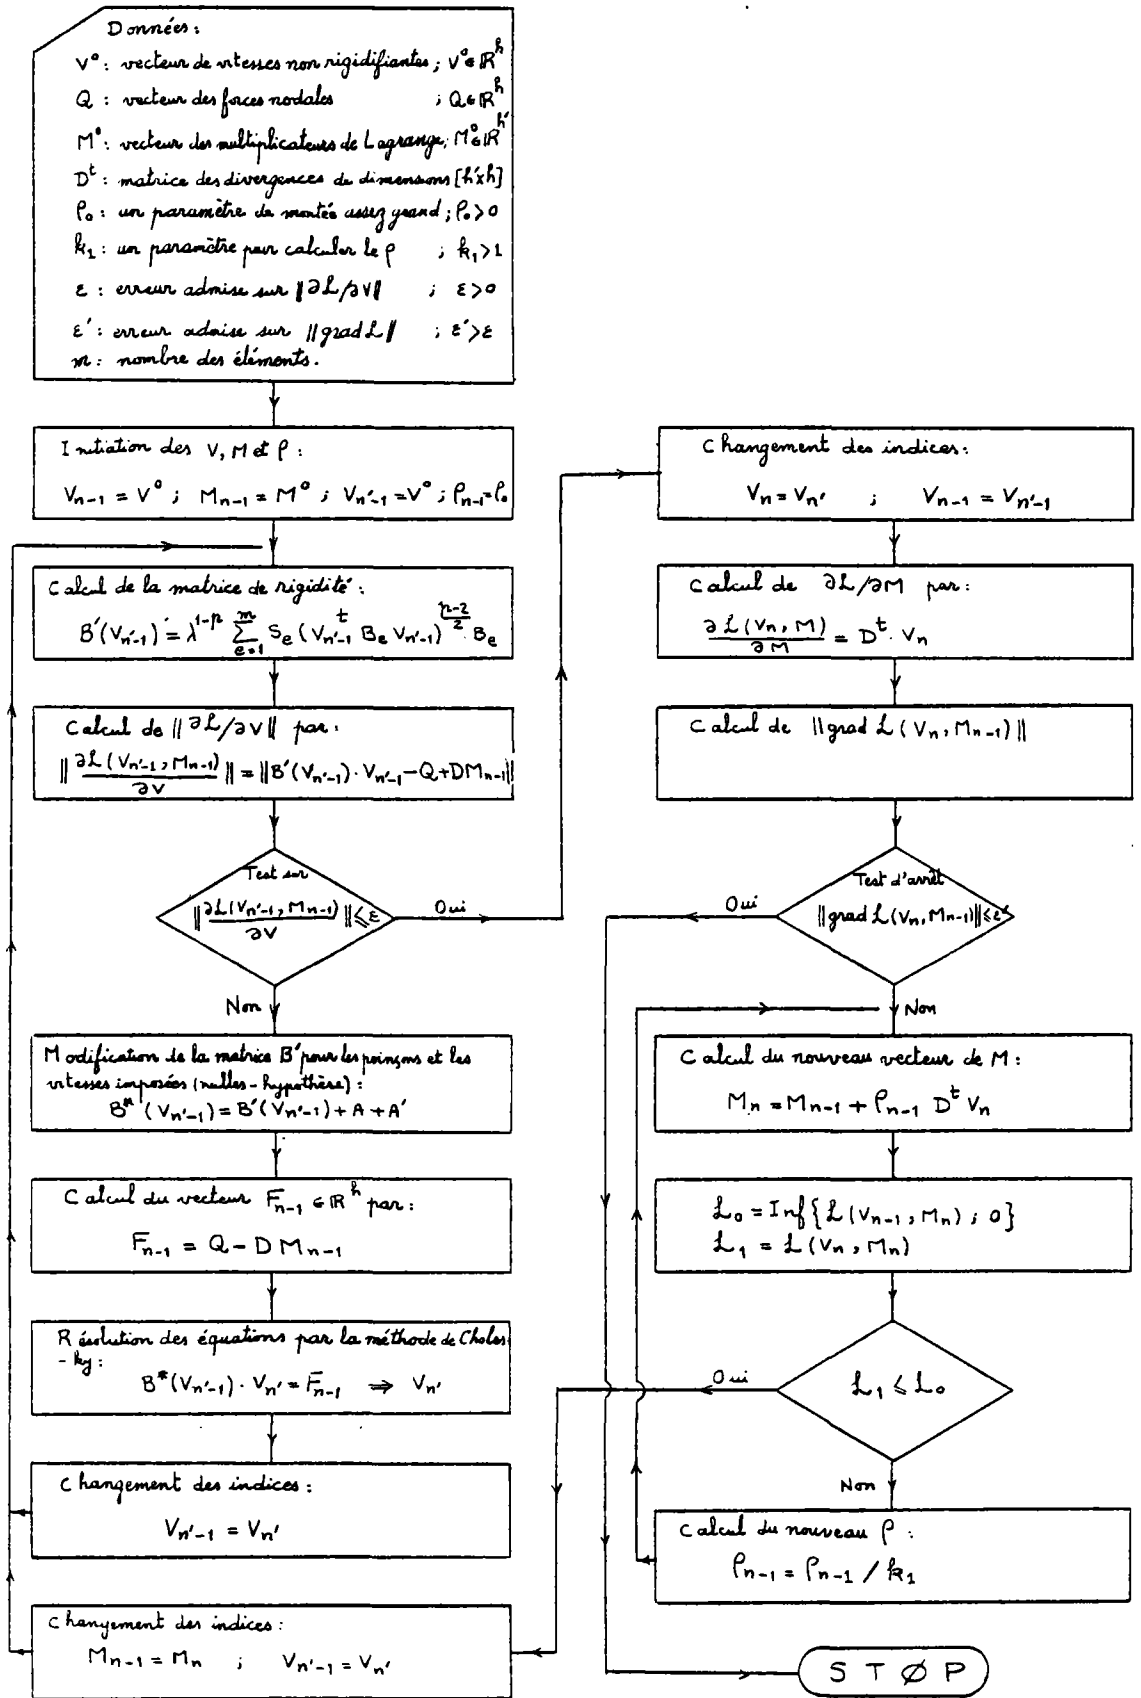 Données :
V° : vecteur de vitesses non rigidifiantes ; V° ∈ ℝ^h
Q : vecteur des forces nodales ; Q ∈ ℝ^h
M° : vecteur des multiplicateurs de Lagrange ; M° ∈ ℝ^h'
D^t : matrice des divergences de dimensions [h'xh]
ρ₀ : un paramètre de montée assez grand ; ρ₀ > 0
k₁ : un paramètre pour calculer le ρ ; k₁ > 1
ε : erreur admise sur ‖∂L/∂V‖ ; ε > 0
ε' : erreur admise sur ‖grad L‖ ; ε' > ε
m : nombre des éléments.
Initiation des V, M et ρ :
V_{n-1} = V° ; M_{n-1} = M° ; V_{n'-1} = V° ; ρ_{n-1} = ρ₀
Calcul de la matrice de rigidité :
B'(V_{n'-1}) = λ^{1-p} Σ_{e=1}^{m} S_e (V_{n'-1}^t B_e V_{n'-1})^{(p-2)/2} B_e
Calcul de ‖∂L/∂V‖ par :
‖∂L(V_{n'-1}, M_{n-1})/∂V‖ = ‖B'(V_{n'-1}) · V_{n'-1} - Q + DM_{n-1}‖
Test sur
‖∂L(V_{n'-1}, M_{n-1})/∂V‖ ⩽ ε
Oui
Non
Modification de la matrice B' pour les poinçons et les
vitesses imposées (nulles - hypothère) :
B*(V_{n'-1}) = B'(V_{n'-1}) + A + A'
Calcul du vecteur F_{n-1} ∈ ℝ^h par :
F_{n-1} = Q - D M_{n-1}
Résolution des équations par la méthode de Choles
- ky :
B*(V_{n'-1}) · V_{n'} = F_{n-1} ⇒ V_{n'}
Changement des indices :
V_{n'-1} = V_{n'}
Changement des indices :
M_{n-1} = M_n ; V_{n'-1} = V_{n'}
Changement des indices :
V_n = V_{n'} ; V_{n-1} = V_{n'-1}
Calcul de ∂L/∂M par :
∂L(V_n, M)/∂M = D^t · V_n
Calcul de ‖grad L(V_n, M_{n-1})‖
Test d'arrêt
‖grad L(V_n, M_{n-1})‖ ⩽ ε'
Oui
Non
Calcul du nouveau vecteur de M :
M_n = M_{n-1} + ρ_{n-1} D^t V_n
L₀ = Inf{L(V_{n-1}, M_n) ; 0}
L₁ = L(V_n, M_n)
L₁ ⩽ L₀
Oui
Non
Calcul du nouveau ρ :
ρ_{n-1} = ρ_{n-1} / k₁
S T Ø P